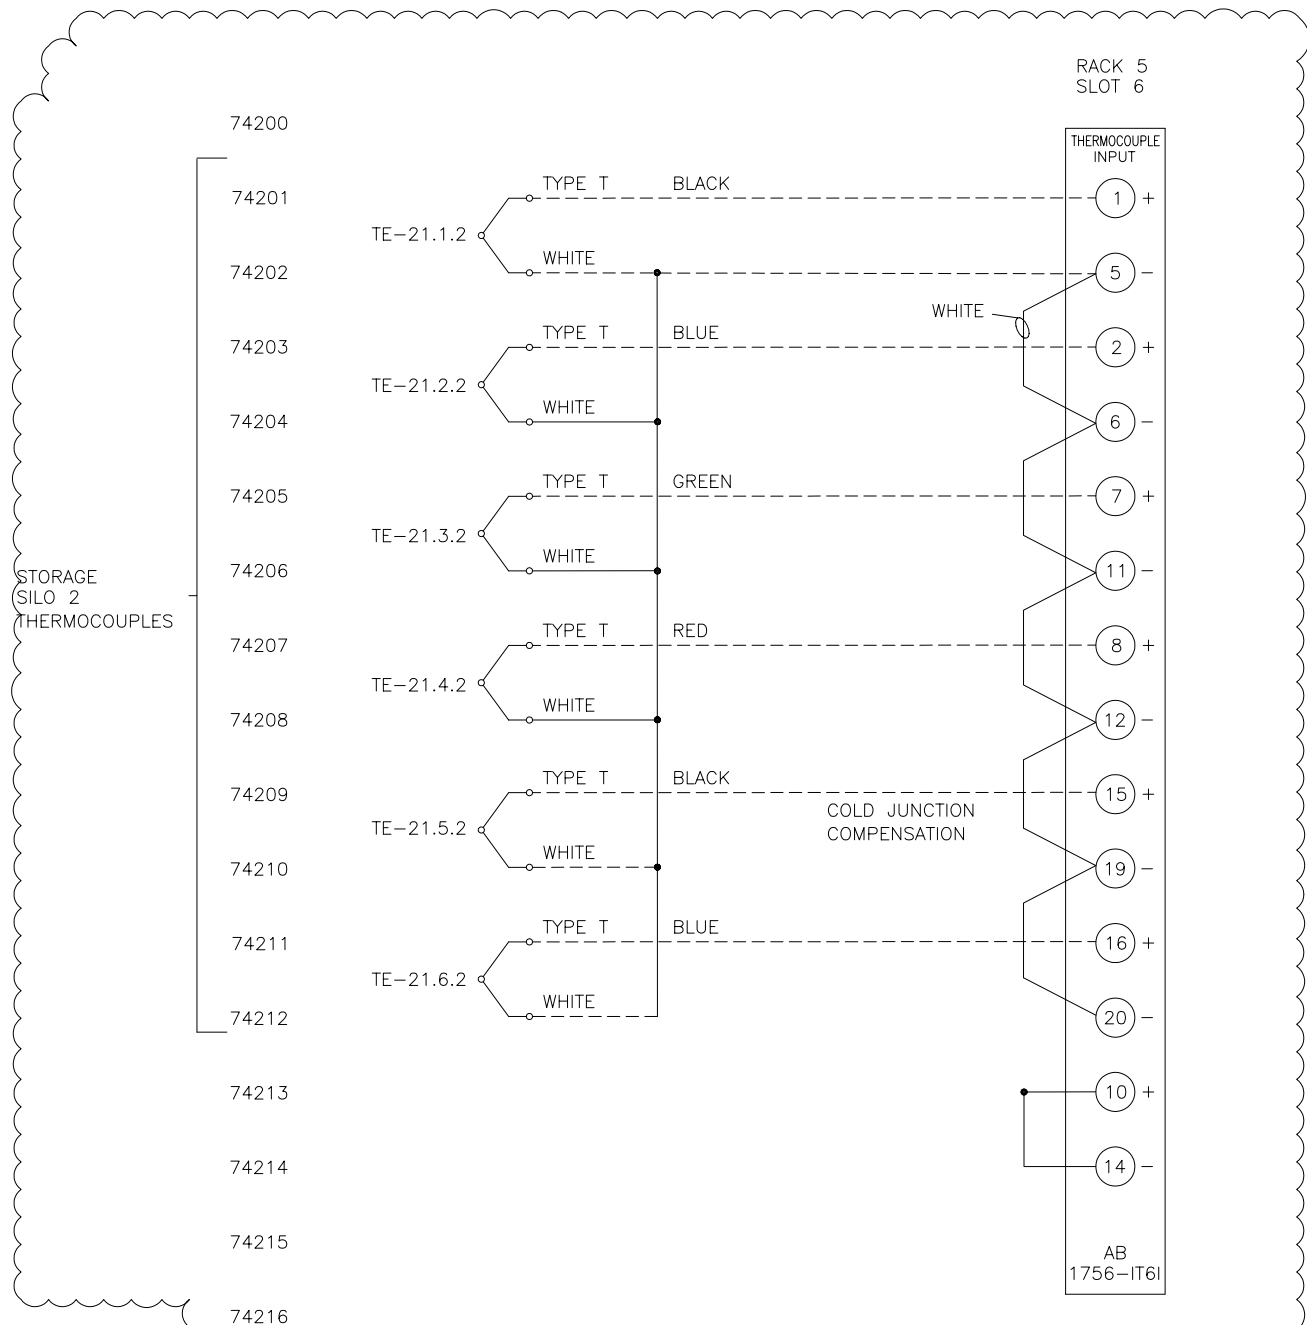 RACK 5
SLOT 6
74200
THERMOCOUPLE
INPUT
TYPE T BLACK
74201 1 +
TE-21.1.2
WHITE
74202 5 -
WHITE
TYPE T BLUE
74203 2 +
TE-21.2.2
WHITE
74204 6 -
TYPE T GREEN
74205 7 +
TE-21.3.2
WHITE
74206 11 -
STORAGE
SILO 2
THERMOCOUPLES
TYPE T RED
74207 8 +
TE-21.4.2
WHITE
74208 12 -
TYPE T BLACK
74209 15 +
COLD JUNCTION
COMPENSATION
TE-21.5.2
WHITE
74210 19 -
TYPE T BLUE
74211 16 +
TE-21.6.2
WHITE
74212 20 -
74213 10 +
74214 14 -
74215
AB
1756-IT6I
74216